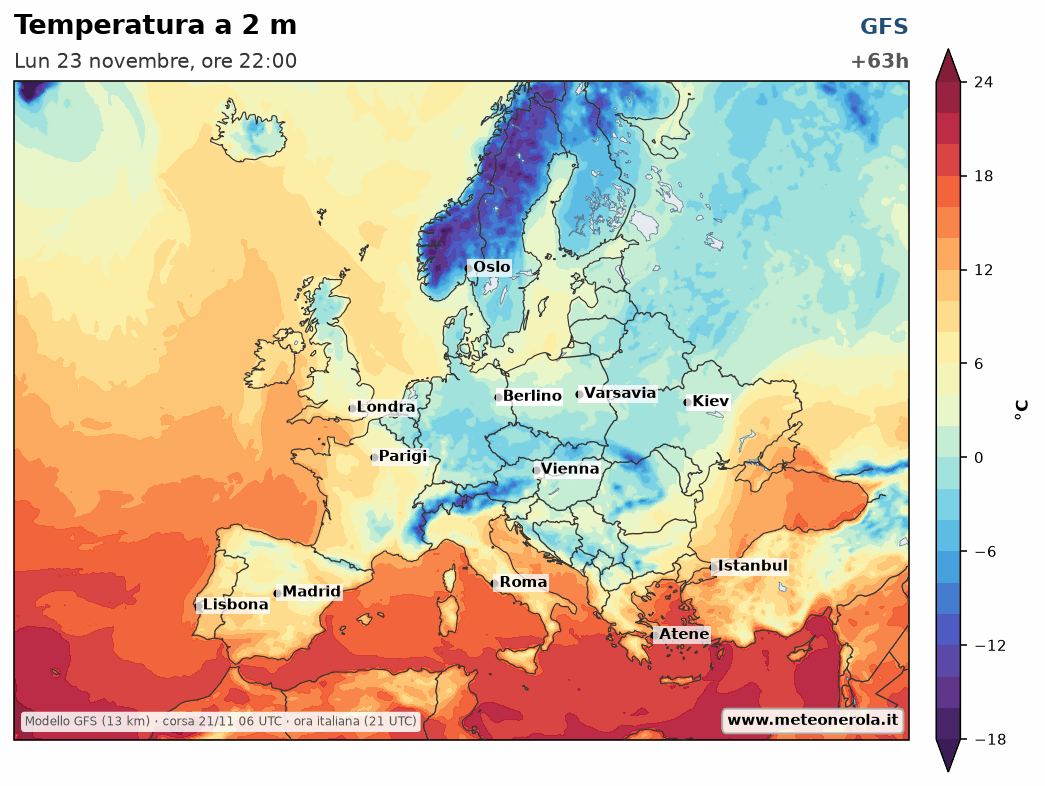 Temperatura a 2 m
GFS
Lun 23 novembre, ore 22:00
+63h
24
18
12
6
0
−6
−12
−18
°C
Oslo
Berlino
Varsavia
Kiev
Londra
Parigi
Vienna
Istanbul
Roma
Madrid
Lisbona
Atene
Modello GFS (13 km) · corsa 21/11 06 UTC · ora italiana (21 UTC)
www.meteonerola.it